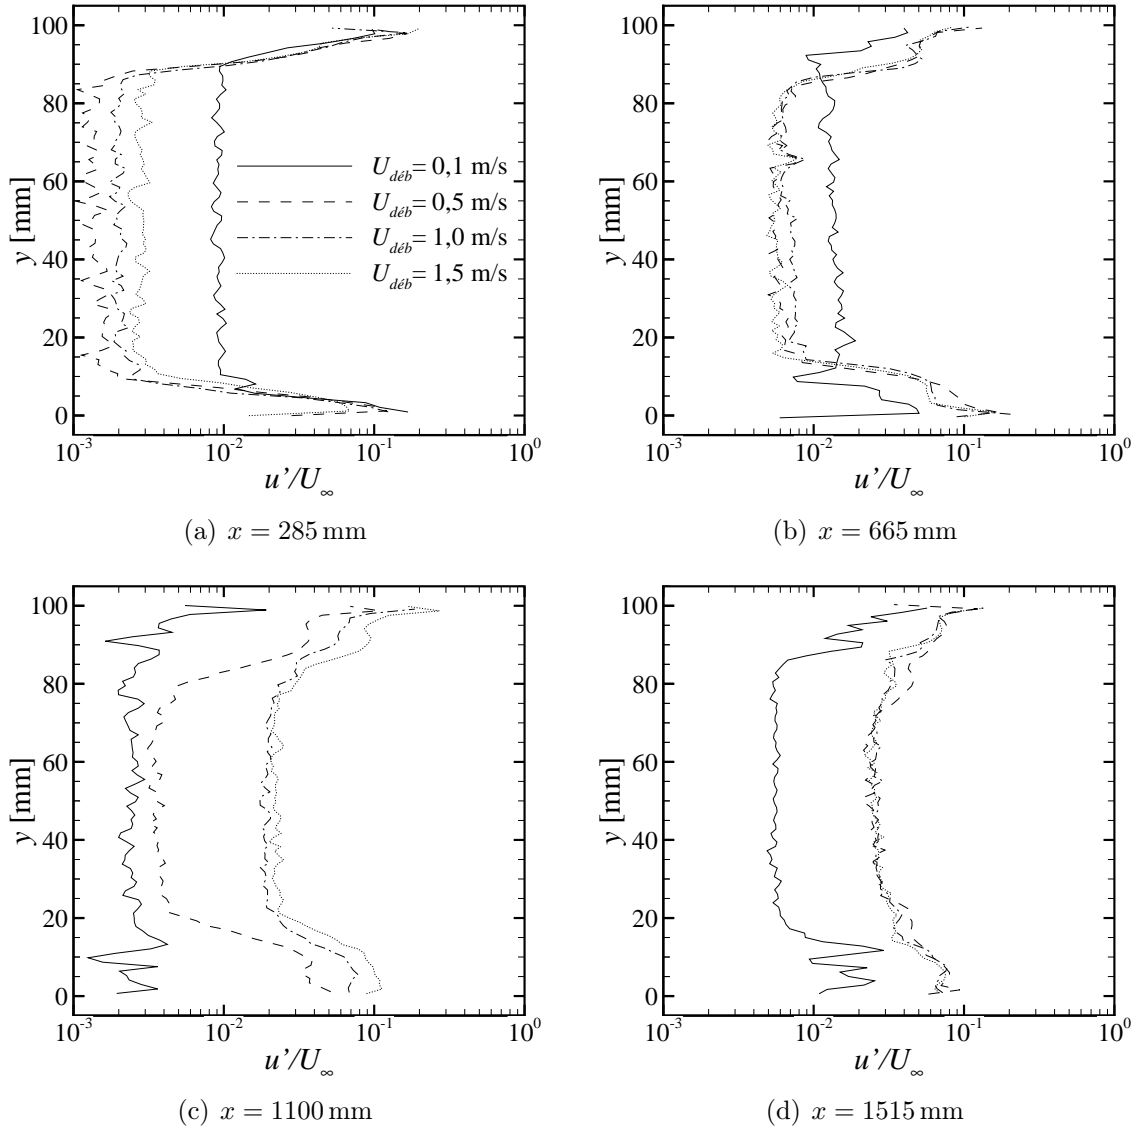 100
80
60
40
20
0
y [mm]
U_déb= 0,1 m/s
U_déb= 0,5 m/s
U_déb= 1,0 m/s
U_déb= 1,5 m/s
10^-3 10^-2 10^-1 10^0
u'/U_∞
(a) x = 285 mm
100
80
60
40
20
0
y [mm]
10^-3 10^-2 10^-1 10^0
u'/U_∞
(b) x = 665 mm
100
80
60
40
20
0
y [mm]
10^-3 10^-2 10^-1 10^0
u'/U_∞
(c) x = 1100 mm
100
80
60
40
20
0
y [mm]
10^-3 10^-2 10^-1 10^0
u'/U_∞
(d) x = 1515 mm